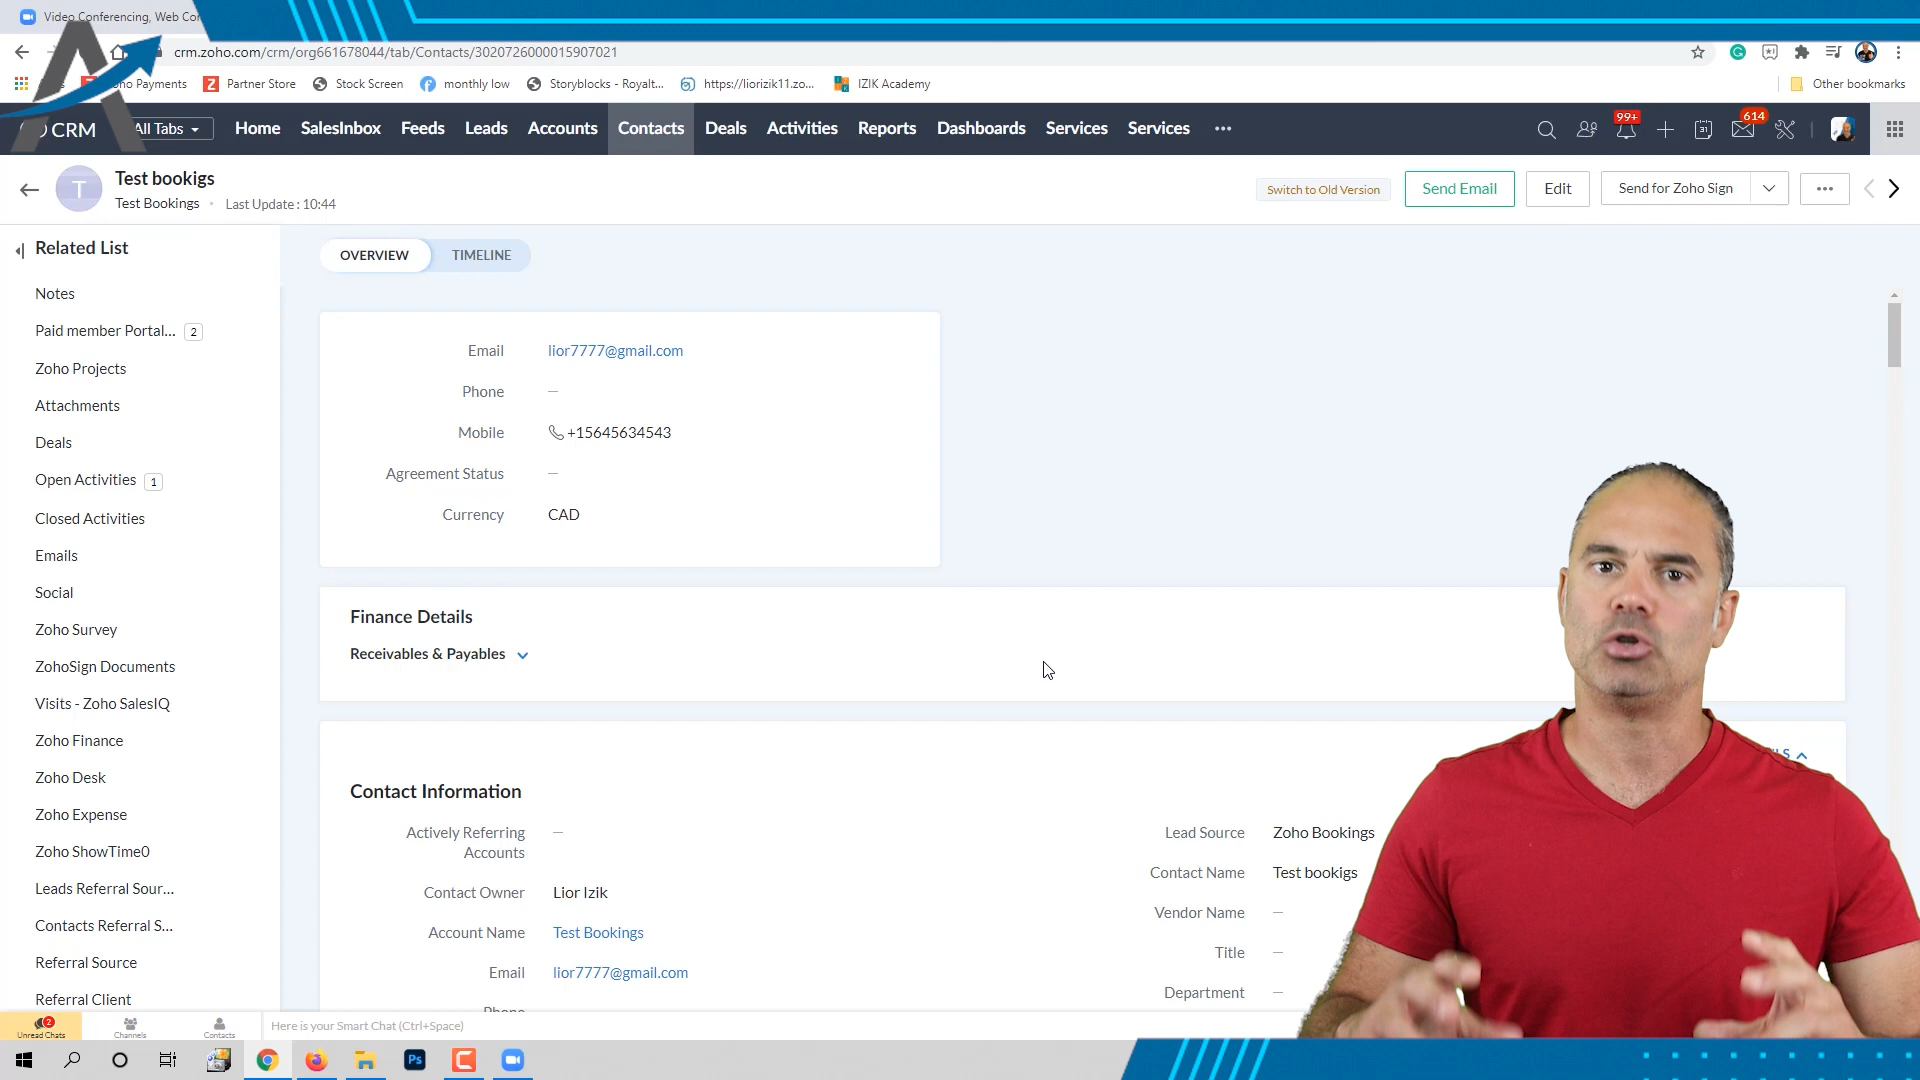 Video Conferencing, Web Con
crm.zoho.com/crm/org661678044/tab/Contacts/3020726000015907021
oho Payments
Partner Store
Stock Screen
monthly low
Storyblocks - Royalt...
https://liorizik11.zo...
IZIK Academy
Other bookmarks
CRM
All Tabs
Home
SalesInbox
Feeds
Leads
Accounts
Contacts
Deals
Activities
Reports
Dashboards
Services
Services
99+
31
614
T
Test bookigs
Test Bookings • Last Update : 10:44
Switch to Old Version
Send Email
Edit
Send for Zoho Sign
Related List
Notes
Paid member Portal... 2
Zoho Projects
Attachments
Deals
Open Activities 1
Closed Activities
Emails
Social
Zoho Survey
ZohoSign Documents
Visits - Zoho SalesIQ
Zoho Finance
Zoho Desk
Zoho Expense
Zoho ShowTime0
Leads Referral Sour...
Contacts Referral S...
Referral Source
Referral Client
OVERVIEW
TIMELINE
Email lior7777@gmail.com
Phone —
Mobile +15645634543
Agreement Status —
Currency CAD
Finance Details
Receivables & Payables
LS
Contact Information
Actively Referring
Accounts —
Contact Owner Lior Izik
Account Name Test Bookings
Email lior7777@gmail.com
Phone
Lead Source Zoho Bookings
Contact Name Test bookigs
Vendor Name —
Title —
Department —
2
Unread Chats
Channels
Contacts
Here is your Smart Chat (Ctrl+Space)
Ps